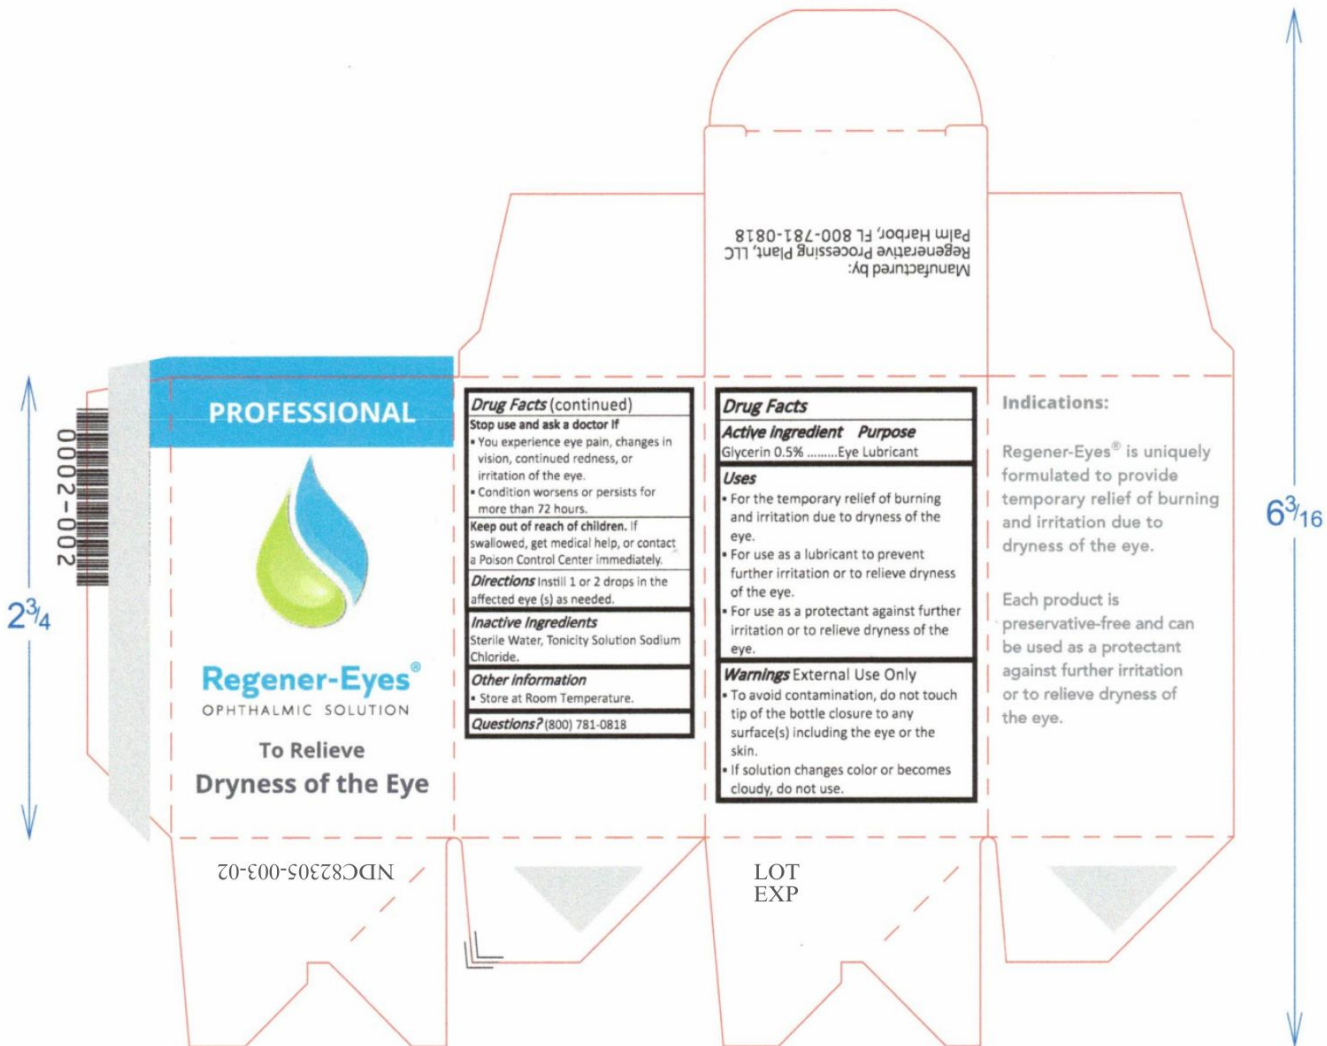 Manufactured by:
Regenerative Processing Plant, LLC
Palm Harbor, FL 800-781-0818
6 3/16
2 3/4
0002-002
PROFESSIONAL
Regener-Eyes®
OPHTHALMIC SOLUTION
To Relieve
Dryness of the Eye
NDC82305-003-02
Drug Facts (continued)
Stop use and ask a doctor if
▪ You experience eye pain, changes in
vision, continued redness, or
irritation of the eye.
▪ Condition worsens or persists for
more than 72 hours.
Keep out of reach of children. If
swallowed, get medical help, or contact
a Poison Control Center immediately.
Directions Instill 1 or 2 drops in the
affected eye (s) as needed.
Inactive Ingredients
Sterile Water, Tonicity Solution Sodium
Chloride.
Other information
▪ Store at Room Temperature.
Questions? (800) 781-0818
Drug Facts
Active ingredient Purpose
Glycerin 0.5% .........Eye Lubricant
Uses
▪ For the temporary relief of burning
and irritation due to dryness of the
eye.
▪ For use as a lubricant to prevent
further irritation or to relieve dryness
of the eye.
▪ For use as a protectant against further
irritation or to relieve dryness of the
eye.
Warnings External Use Only
▪ To avoid contamination, do not touch
tip of the bottle closure to any
surface(s) including the eye or the
skin.
▪ If solution changes color or becomes
cloudy, do not use.
LOT
EXP
Indications:
Regener-Eyes® is uniquely
formulated to provide
temporary relief of burning
and irritation due to
dryness of the eye.
Each product is
preservative-free and can
be used as a protectant
against further irritation
or to relieve dryness of
the eye.